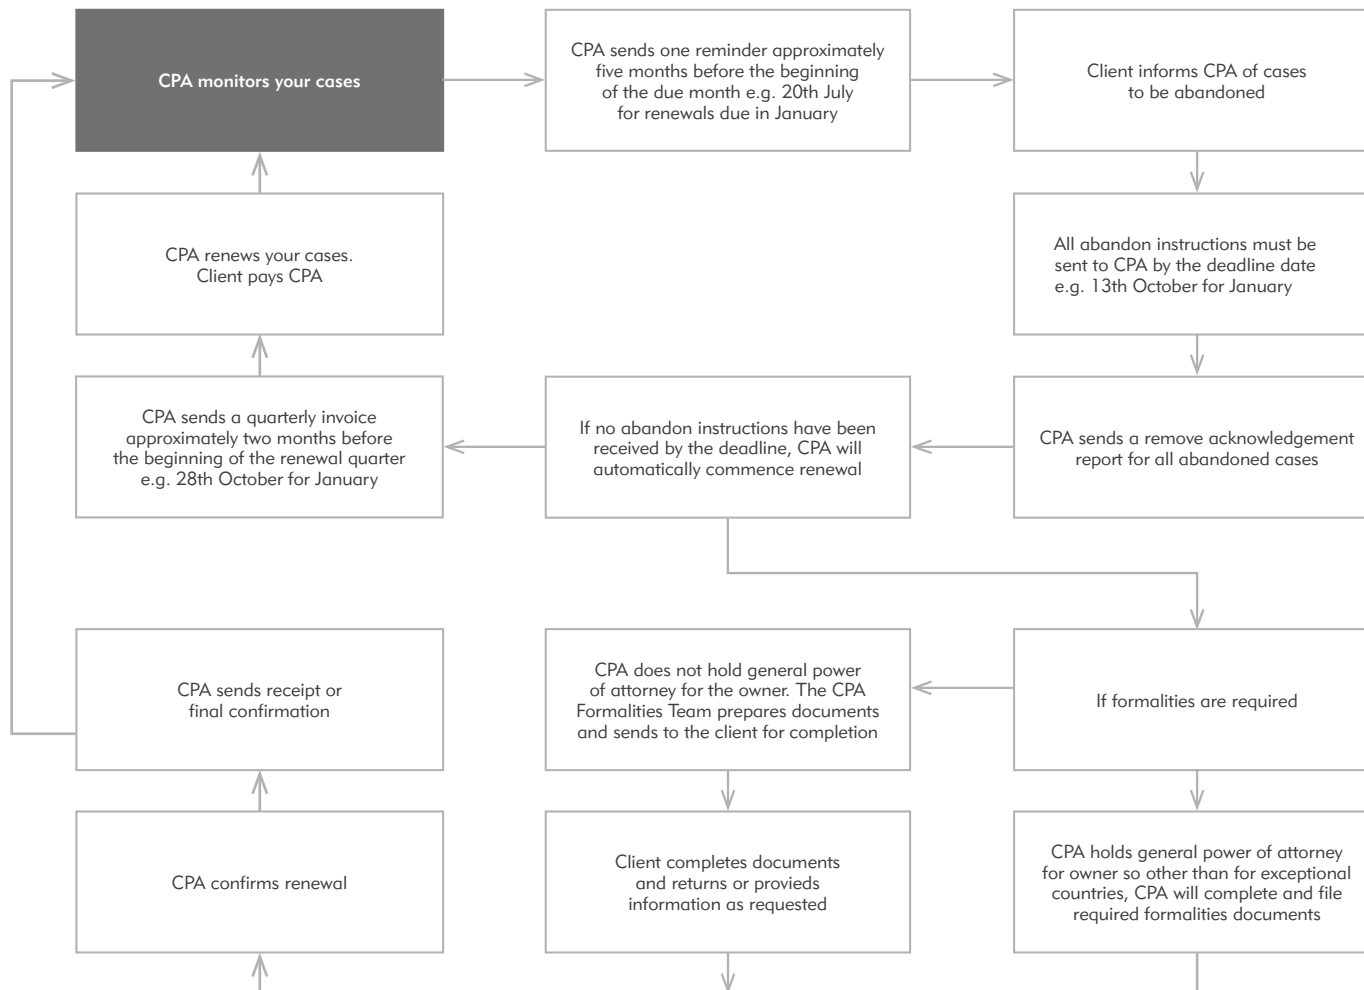 CPA monitors your cases
CPA sends one reminder approximately
five months before the beginning
of the due month e.g. 20th July
for renewals due in January
Client informs CPA of cases
to be abandoned
CPA renews your cases.
Client pays CPA
All abandon instructions must be
sent to CPA by the deadline date
e.g. 13th October for January
CPA sends a quarterly invoice
approximately two months before
the beginning of the renewal quarter
e.g. 28th October for January
If no abandon instructions have been
received by the deadline, CPA will
automatically commence renewal
CPA sends a remove acknowledgement
report for all abandoned cases
CPA sends receipt or
final confirmation
CPA does not hold general power
of attorney for the owner. The CPA
Formalities Team prepares documents
and sends to the client for completion
If formalities are required
CPA confirms renewal
Client completes documents
and returns or provieds
information as requested
CPA holds general power of attorney
for owner so other than for exceptional
countries, CPA will complete and file
required formalities documents